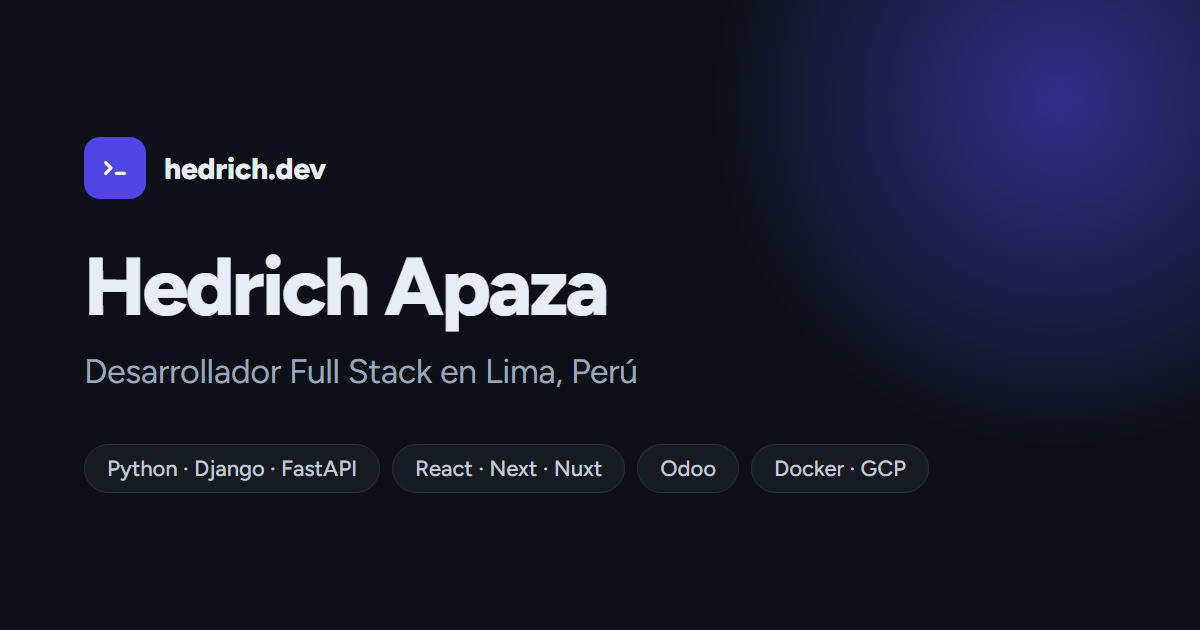 hedrich.dev
Hedrich Apaza
Desarrollador Full Stack en Lima, Perú
Python · Django · FastAPI React · Next · Nuxt Odoo Docker · GCP